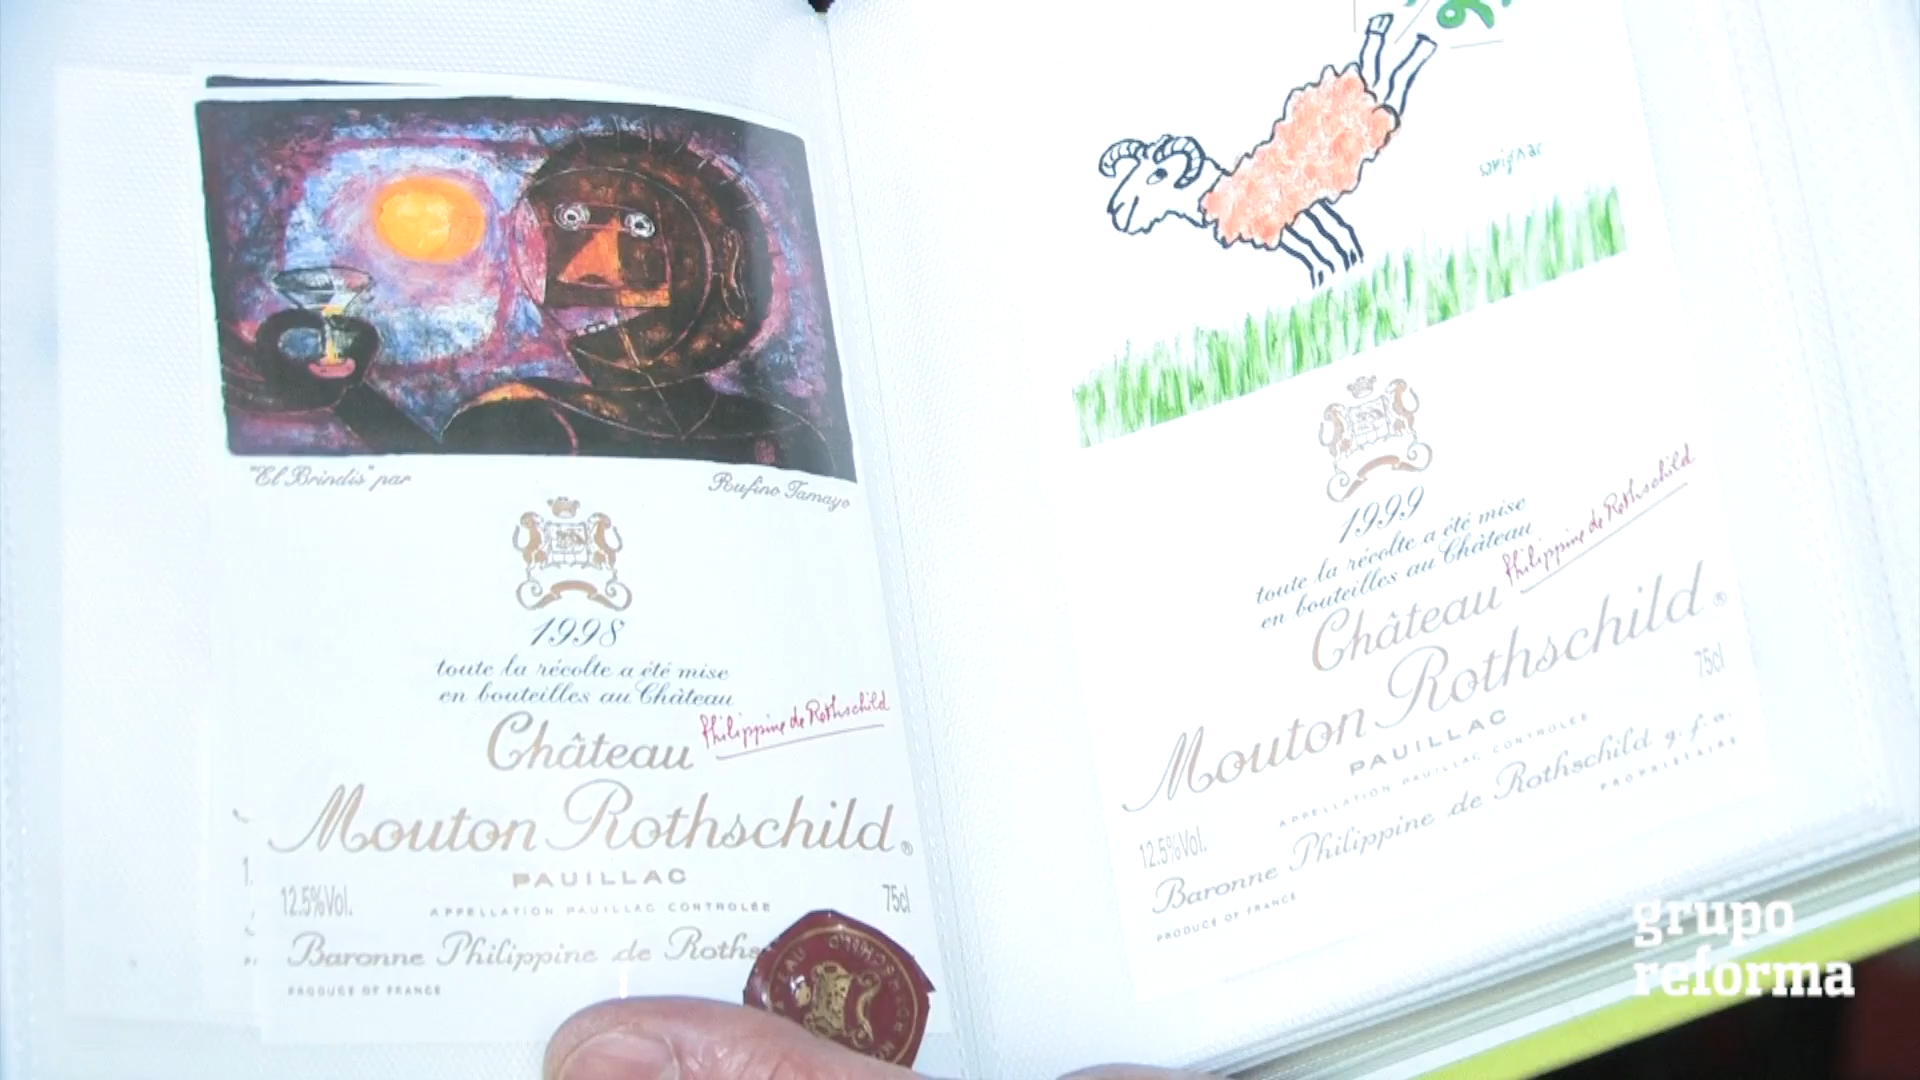 "El Brindis" par
Rufino Tamayo
1998
toute la récolte a été mise
en bouteilles au Château
Philippine de Rothschild
Château
Mouton Rothschild®
PAUILLAC
12.5%Vol.
APPELLATION PAUILLAC CONTROLÉE
75cl
Baronne Philippine de Roths
PRODUCE OF FRANCE
savignac
1999
toute la récolte a été mise
en bouteilles au Château
Philippine de Rothschild
Château
Mouton Rothschild®
75cl
PAUILLAC
APPELLATION PAUILLAC CONTROLÉE
12.5%Vol.
Baronne Philippine de Rothschild g.f.a.
PROPRIÉTAIRE
PRODUCE OF FRANCE
grupo
reforma